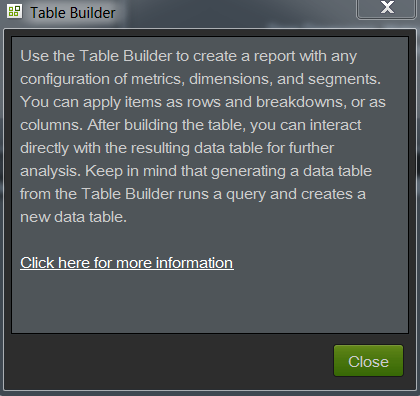 Table Builder
Use the Table Builder to create a report with any
configuration of metrics, dimensions, and segments.
You can apply items as rows and breakdowns, or as
columns. After building the table, you can interact
directly with the resulting data table for further
analysis. Keep in mind that generating a data table
from the Table Builder runs a query and creates a
new data table.
Click here for more information
Close